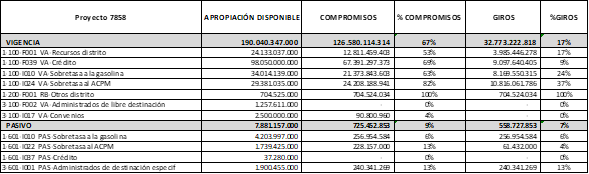 Proyecto 7858 APROPIACIÓN DISPONIBLE COMPROMISOS % COMPROMISOS GIROS %GIROS
VIGENCIA 190.040.347.000 126.580.114.314 67% 32.773.222.818 17%
1-100-F001 VA-Recursos distrito 24.133.037.000 12.811.459.403 53% 3.985.446.278 17%
1-100-F039 VA-Crédito 98.050.000.000 67.391.297.373 69% 9.097.640.405 9%
1-100-I010 VA-Sobretasa a la gasolina 34.014.139.000 21.373.843.603 63% 8.169.550.315 24%
1-100-I024 VA-Sobretasa al ACPM 29.381.035.000 24.208.188.941 82% 10.816.061.786 37%
1-200-F001 RB-Otros distrito 704.525.000 704.524.034 100% 704.524.034 100%
3-100-F002 VA-Administrados de libre destinación 1.257.611.000 - 0% - 0%
3-100-I017 VA-Convenios 2.500.000.000 90.800.960 4% - 0%
PASIVO 7.881.157.000 725.452.853 9% 558.727.853 7%
1-601-I010 PAS-Sobretasa a la gasolina 4.203.997.000 256.954.584 6% 256.954.584 6%
1-601-I022 PAS-Sobretasa al ACPM 1.739.425.000 228.157.000 13% 61.432.000 4%
1-601-I037 PAS-Crédito 37.280.000 - 0% - 0%
3-601-I001 PAS-Administrados de destinación especif 1.900.455.000 240.341.269 13% 240.341.269 13%